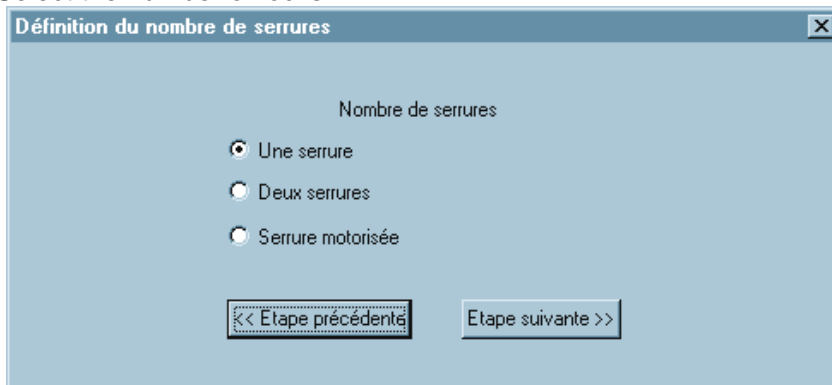 Définition du nombre de serrures
Nombre de serrures
Une serrure
Deux serrures
Serrure motorisée
<< Etape précédente
Etape suivante >>